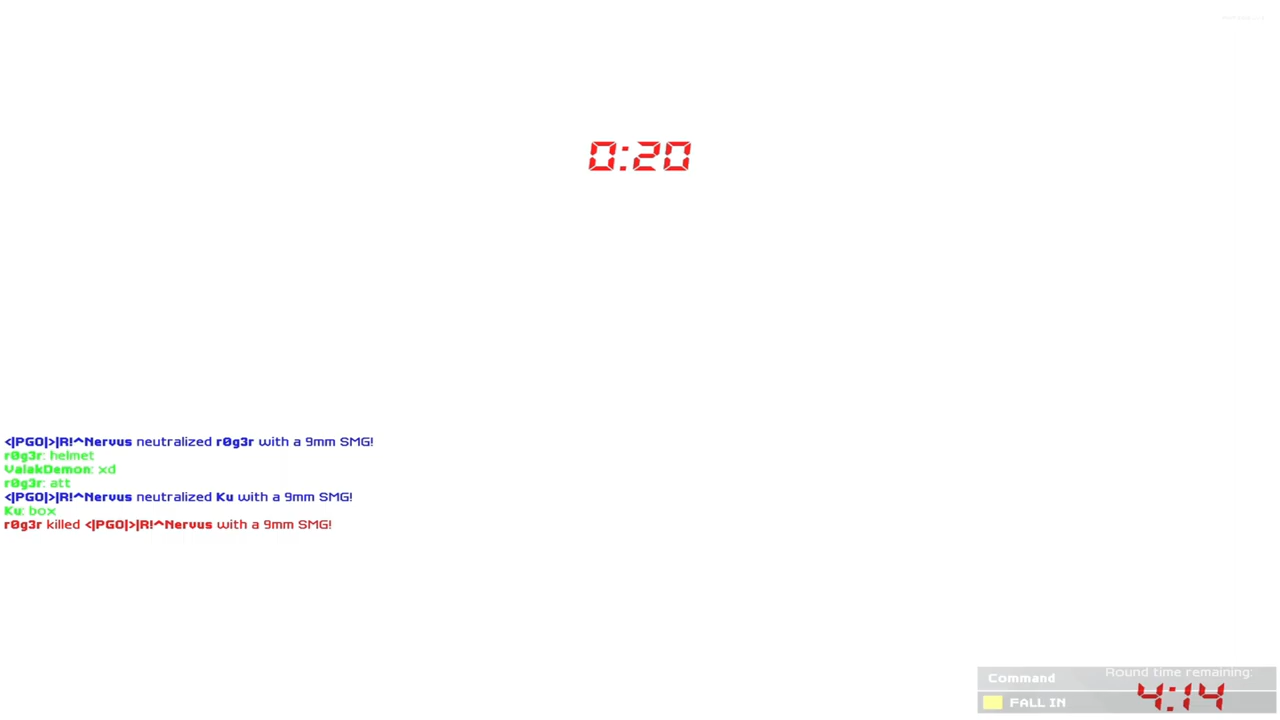 0:20
<|PGO|>|R!^Nervus neutralized r0g3r with a 9mm SMG!
r0g3r: helmet
ValakDemon: xd
r0g3r: att
<|PGO|>|R!^Nervus neutralized Ku with a 9mm SMG!
Ku: box
r0g3r killed <|PGO|>|R!^Nervus with a 9mm SMG!
Round time remaining:
Command
4:14
FALL IN